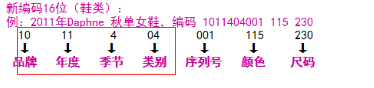 新编码16位（鞋类）：
例：2011年Daphne 秋单女鞋，编码 1011404001 115 230
10 11 4 04 001 115 230
品牌 年度 季节 类别 序列号 颜色 尺码